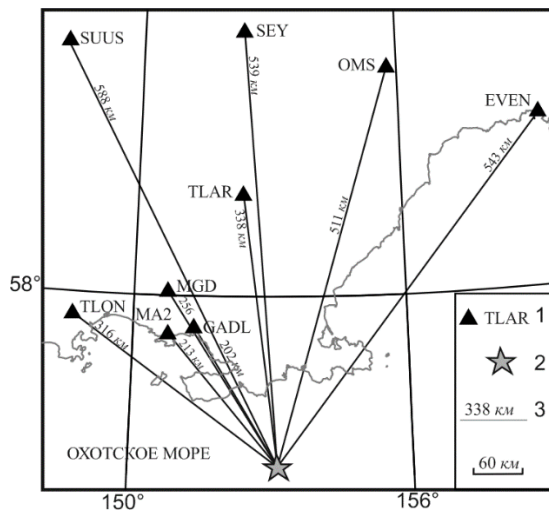 SUUS
SEY
OMS
EVEN
588 км
539 км
TLAR
338 км
511 км
543 км
58°
MGD
TLON
256
MA2
GADL
316 км
213 км
202 км
TLAR 1
2
338 км 3
60 км
ОХОТСКОЕ МОРЕ
150°
156°